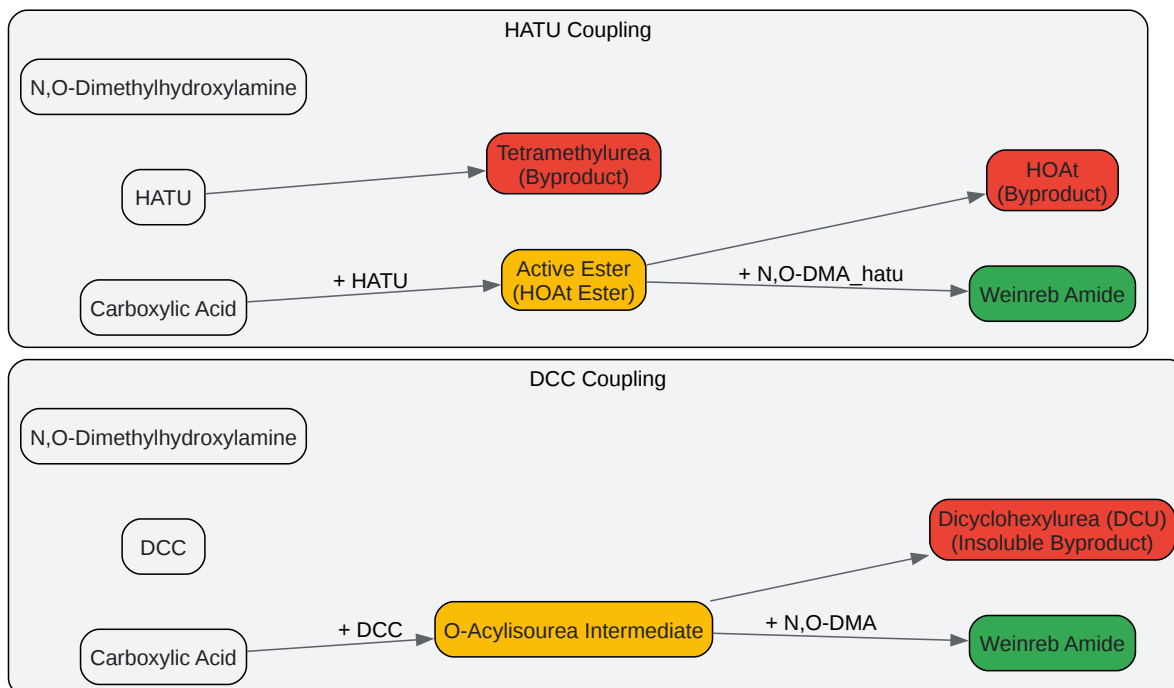 HATU Coupling
N,O-Dimethylhydroxylamine
HATU
Tetramethylurea
(Byproduct)
HOAt
(Byproduct)
Carboxylic Acid
+ HATU
Active Ester
(HOAt Ester)
+ N,O-DMA_hatu
Weinreb Amide
DCC Coupling
N,O-Dimethylhydroxylamine
DCC
Dicyclohexylurea (DCU)
(Insoluble Byproduct)
Carboxylic Acid
+ DCC
O-Acylisourea Intermediate
+ N,O-DMA
Weinreb Amide